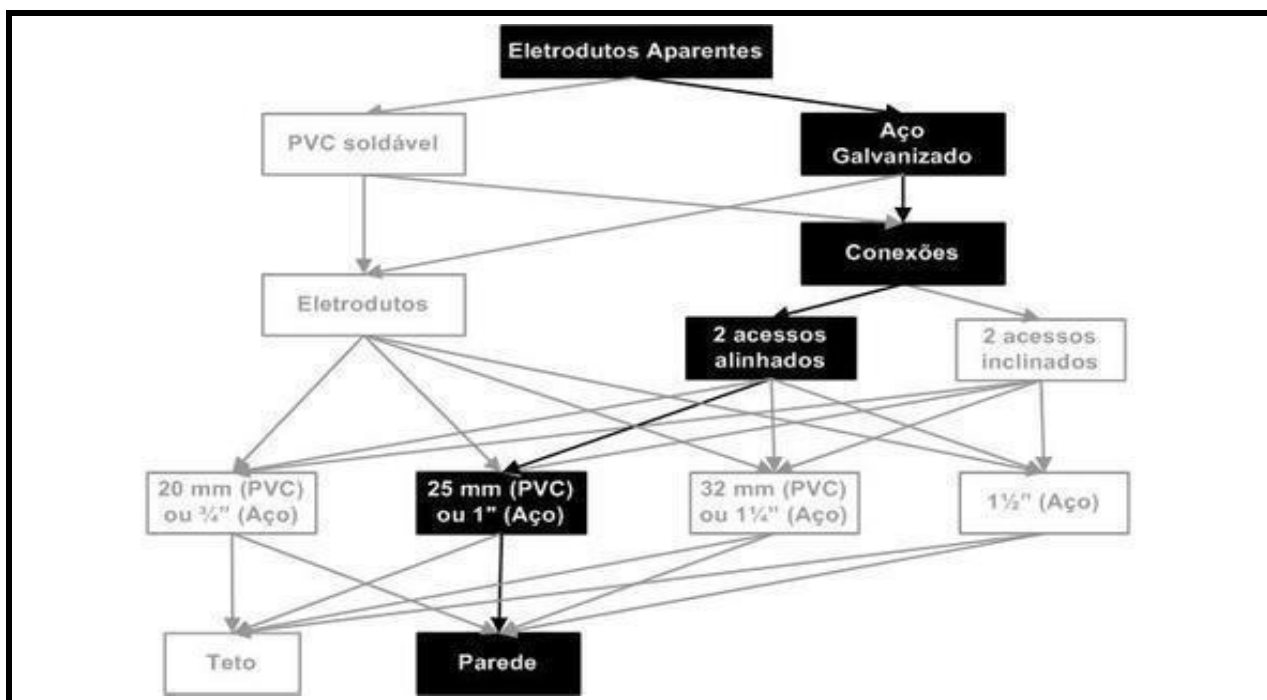 Eletrodutos Aparentes
PVC soldável
Aço
Galvanizado
Conexões
Eletrodutos
2 acessos
alinhados
2 acessos
inclinados
20 mm (PVC)
ou ¾" (Aço)
25 mm (PVC)
ou 1" (Aço)
32 mm (PVC)
ou 1¼" (Aço)
1½" (Aço)
Teto
Parede